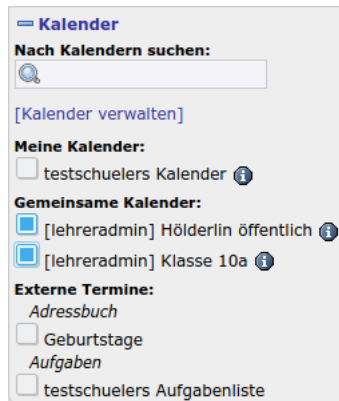 Kalender
Nach Kalendern suchen:
[Kalender verwalten]
Meine Kalender:
testschuelers Kalender
Gemeinsame Kalender:
[lehreradmin] Hölderlin öffentlich
[lehreradmin] Klasse 10a
Externe Termine:
Adressbuch
Geburtstage
Aufgaben
testschuelers Aufgabenliste